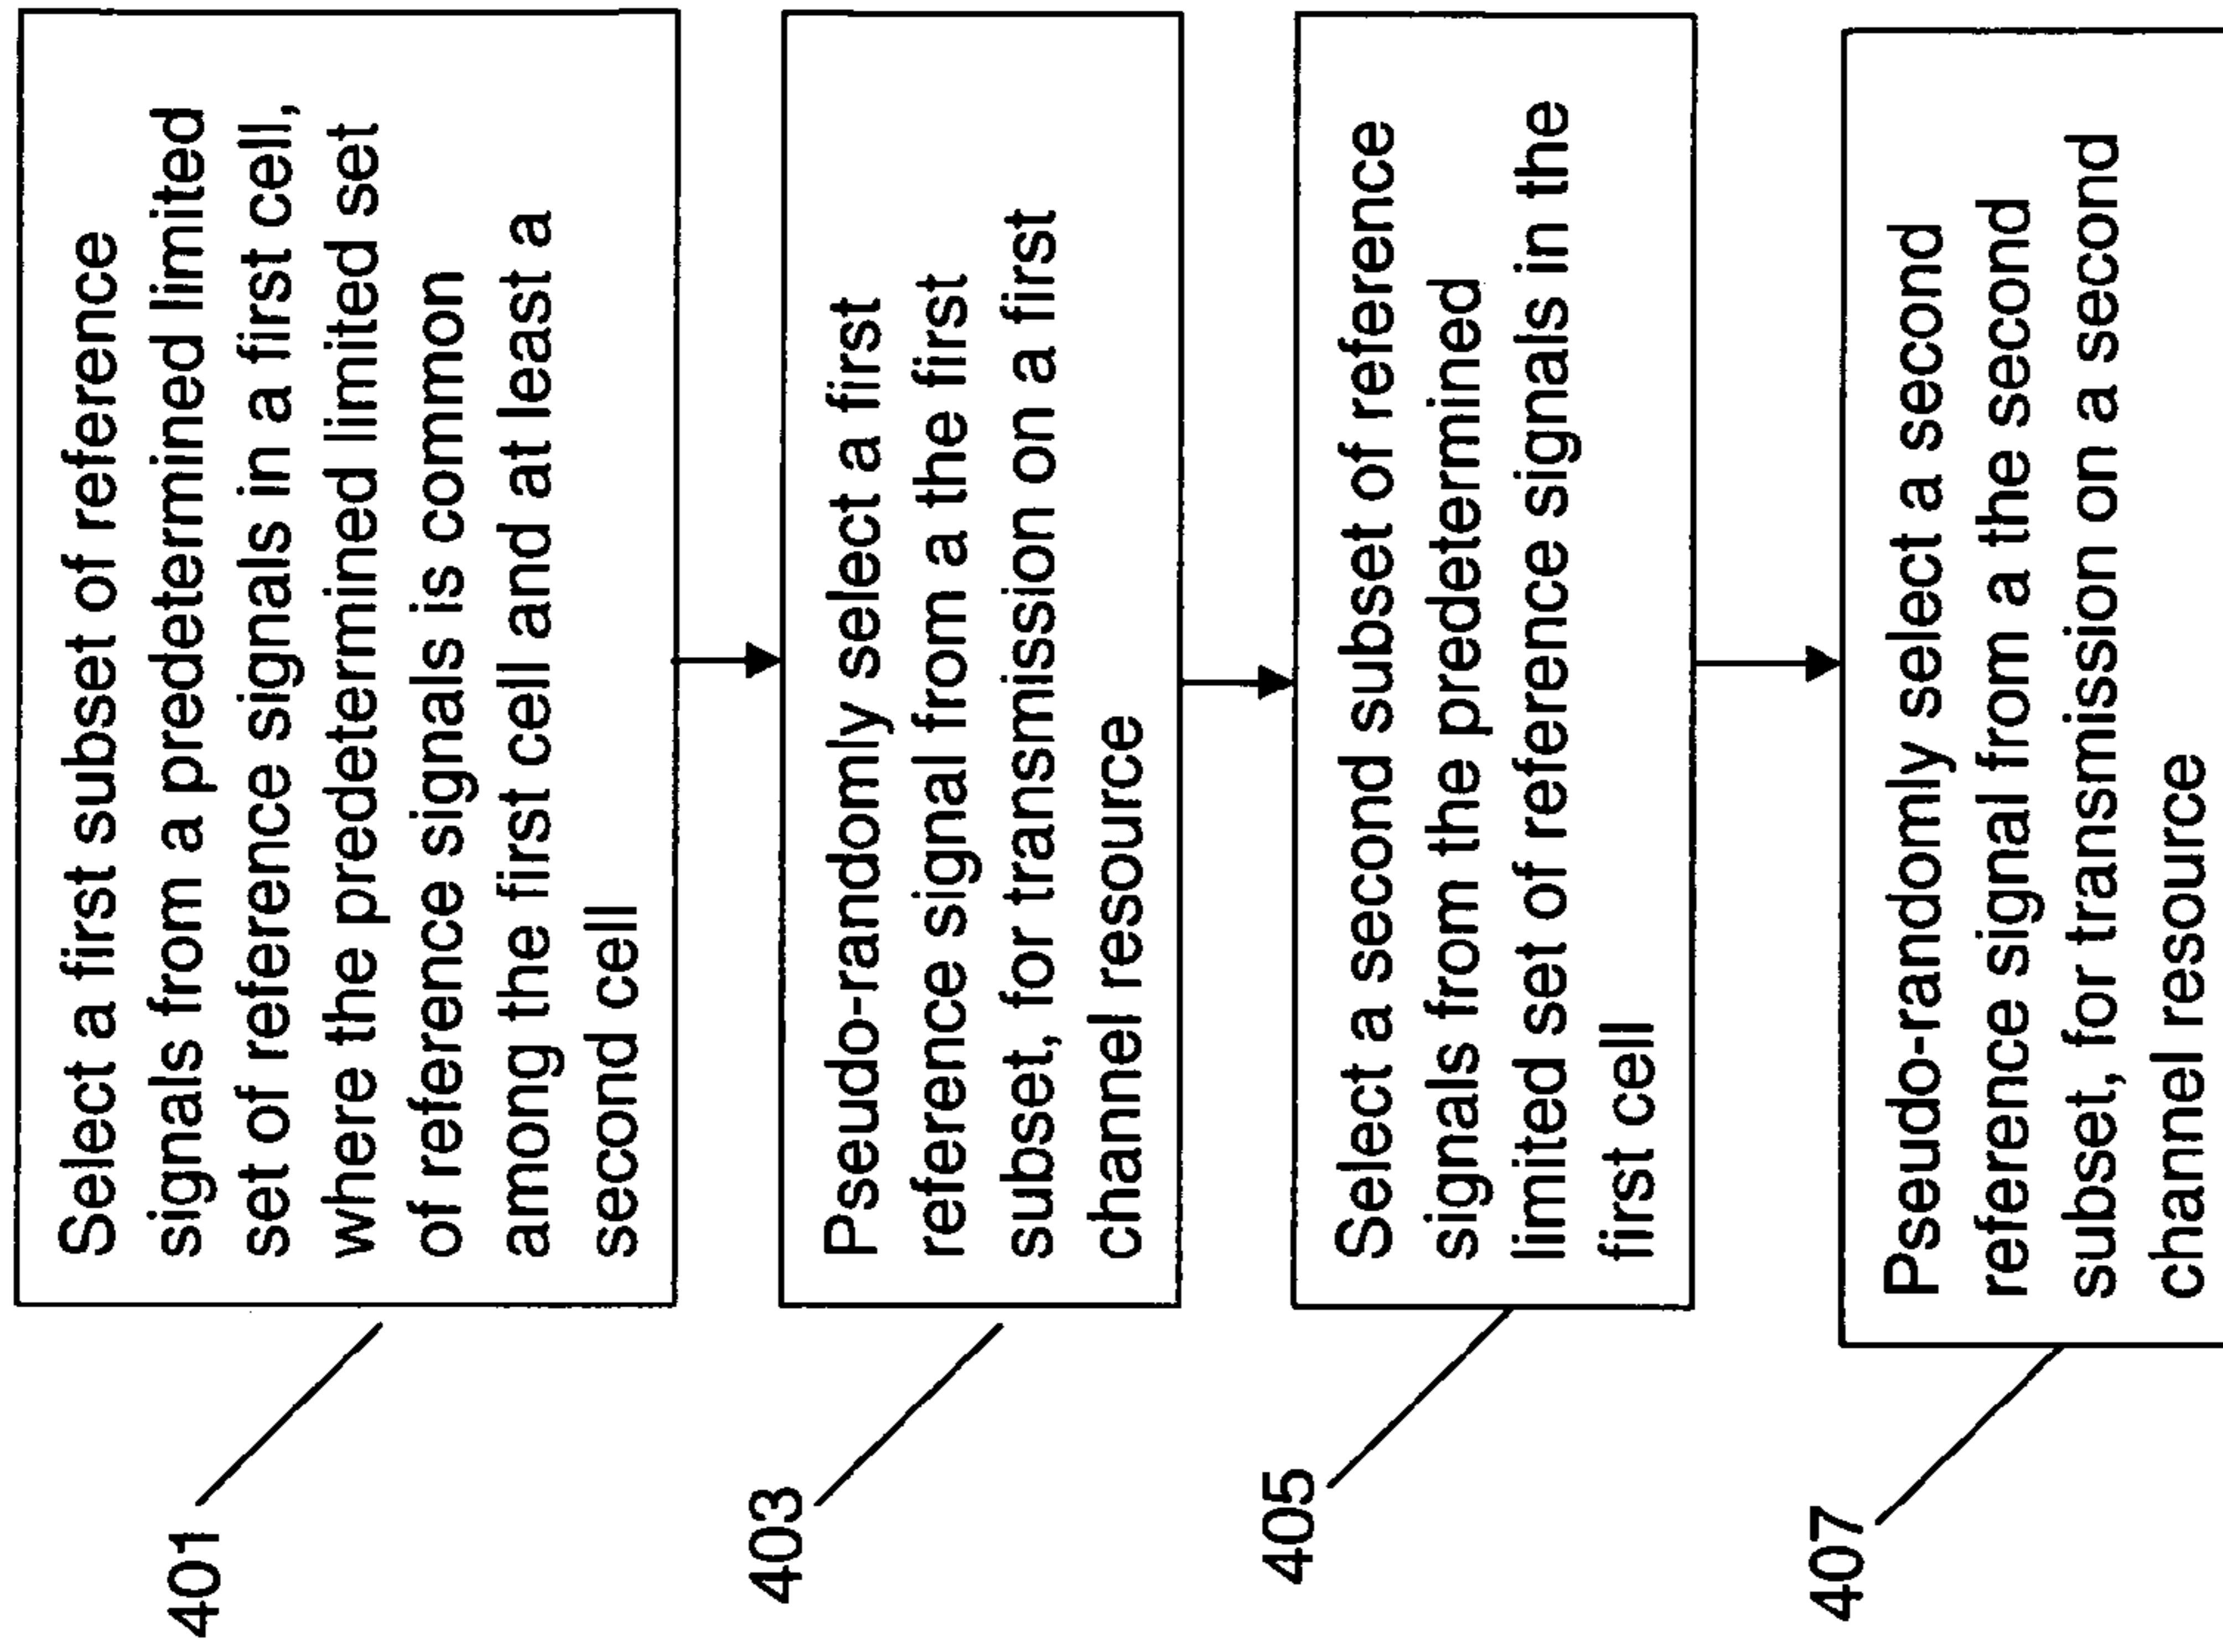 401
Select a first subset of reference
signals from a predetermined limited
set of reference signals in a first cell,
where the predetermined limited set
of reference signals is common
among the first cell and at least a
second cell
403
Pseudo-randomly select a first
reference signal from a the first
subset, for transmission on a first
channel resource
405
Select a second subset of reference
signals from the predetermined
limited set of reference signals in the
first cell
407
Pseudo-randomly select a second
reference signal from a the second
subset, for transmission on a second
channel resource